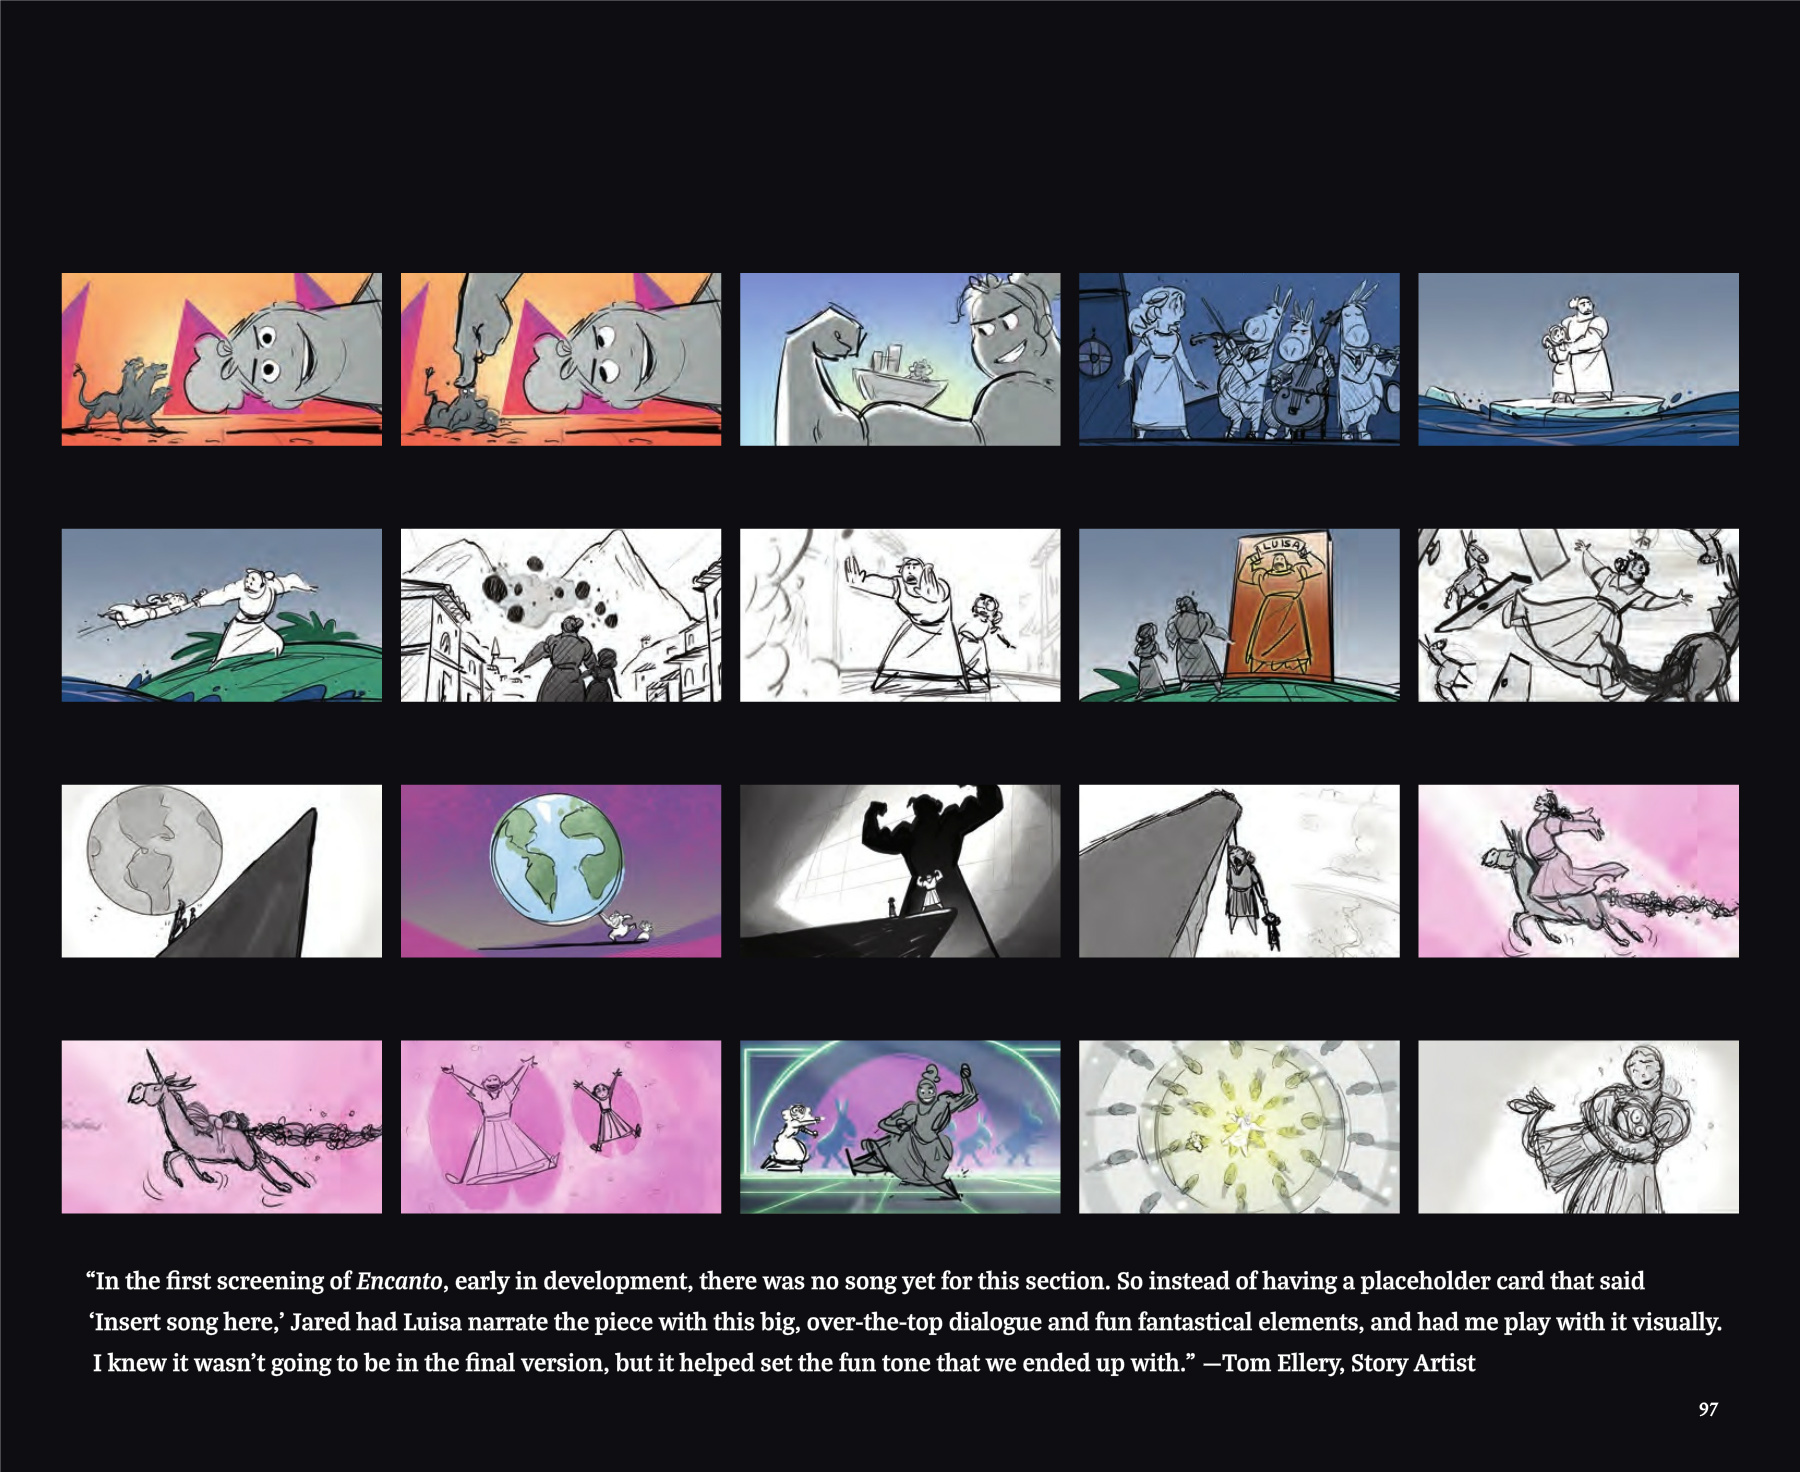 LUISA
“In the first screening of Encanto, early in development, there was no song yet for this section. So instead of having a placeholder card that said
‘Insert song here,’ Jared had Luisa narrate the piece with this big, over-the-top dialogue and fun fantastical elements, and had me play with it visually.
I knew it wasn’t going to be in the final version, but it helped set the fun tone that we ended up with.” —Tom Ellery, Story Artist
97